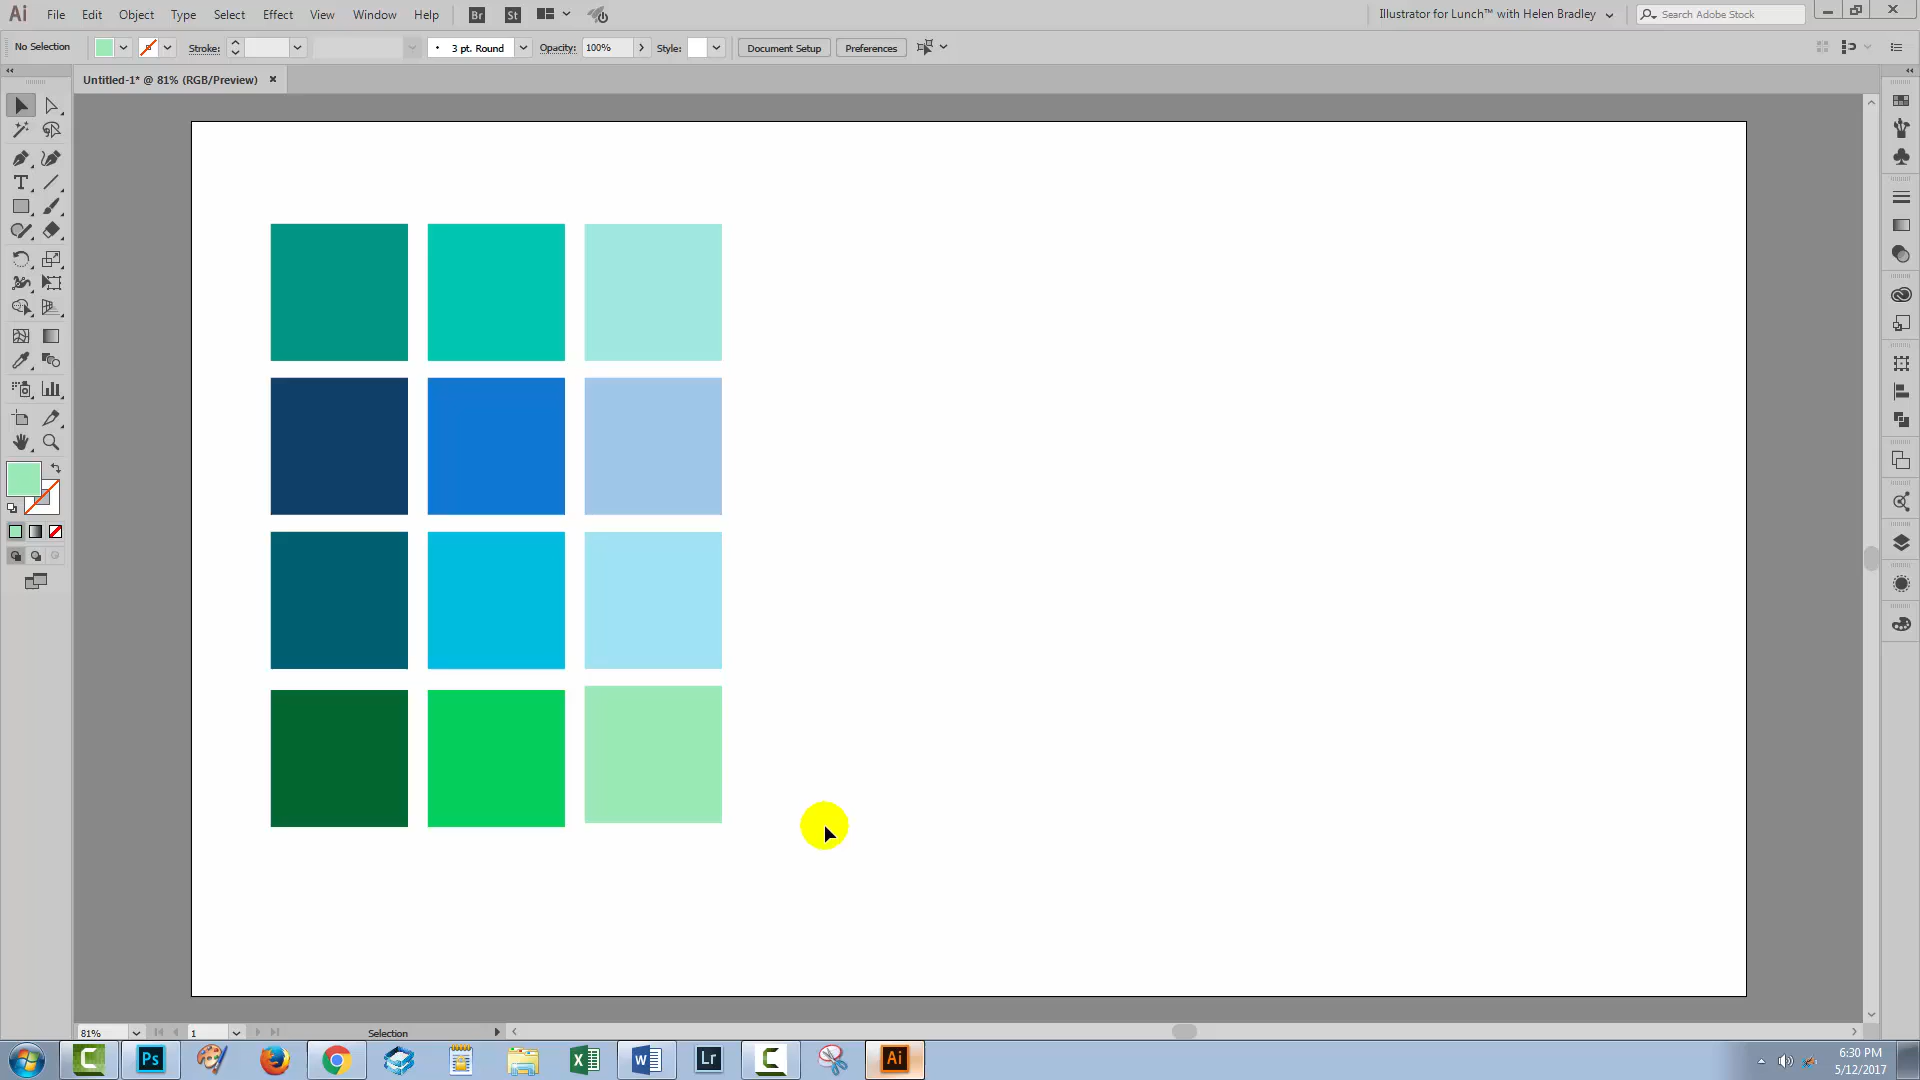 Ai File Edit Object Type Select Effect View Window Help Br St Illustrator for Lunch™ with Helen Bradley Search Adobe Stock
No Selection Stroke: 3 pt. Round Opacity: 100% Style: Document Setup Preferences
Untitled-1* @ 81% (RGB/Preview)
T
81% 1 Selection
C Ps W Lr C Ai
6:30 PM
5/12/2017